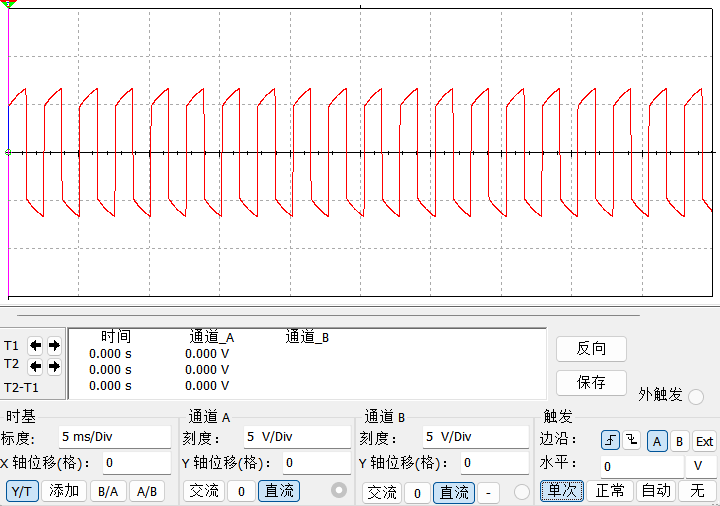 时间 通道_A 通道_B
T1 0.000 s 0.000 V
T2 0.000 s 0.000 V
T2-T1 0.000 s 0.000 V
反向
保存
外触发
时基 通道 A 通道 B 触发
标度: 5 ms/Div 刻度: 5 V/Div 刻度: 5 V/Div 边沿: A B Ext
X 轴位移(格): 0 Y 轴位移(格): 0 Y 轴位移(格): 0 水平: 0 V
Y/T 添加 B/A A/B 交流 0 直流 交流 0 直流 - 单次 正常 自动 无